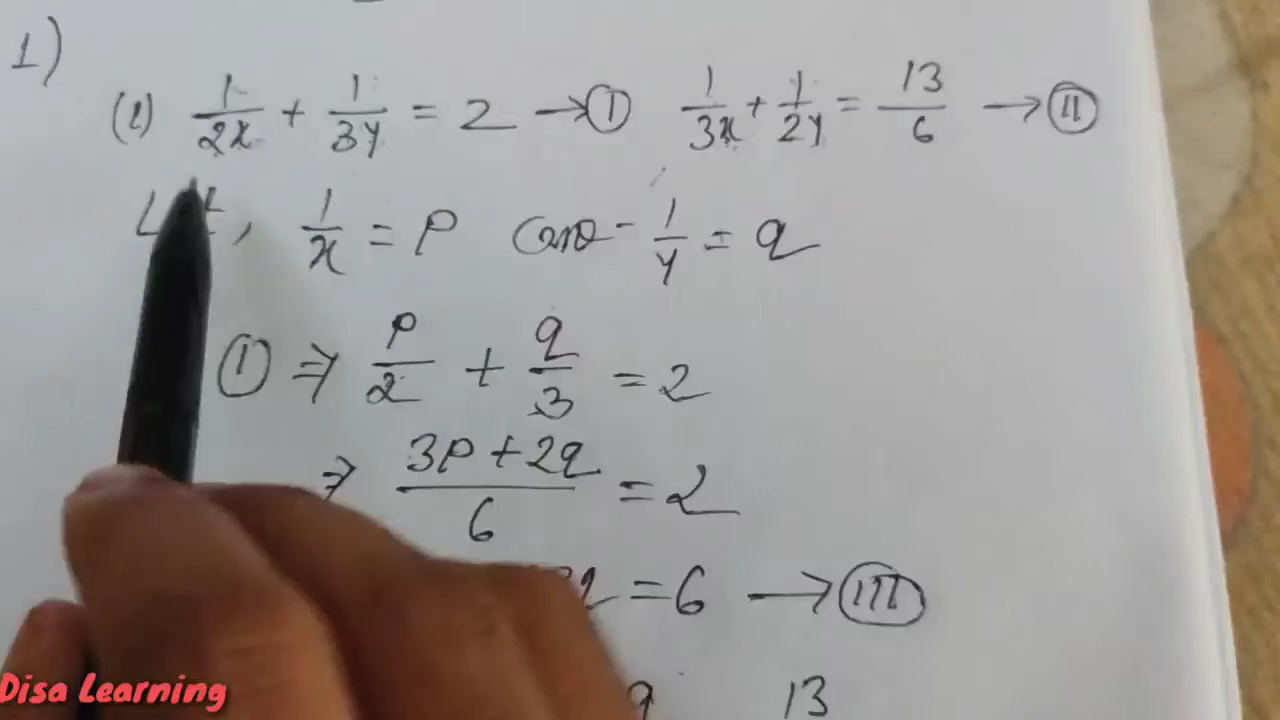 1)
(i) 1/2x + 1/3y = 2 → Ⓘ 1/3x + 1/2y = 13/6 → Ⓘⓘ
Let, 1/x = p 1/y = q
Ⓘ ⇒ p/2 + q/3 = 2
⇒ (3p + 2q)/6 = 2
= 6 → (III)
13
Disa Learning